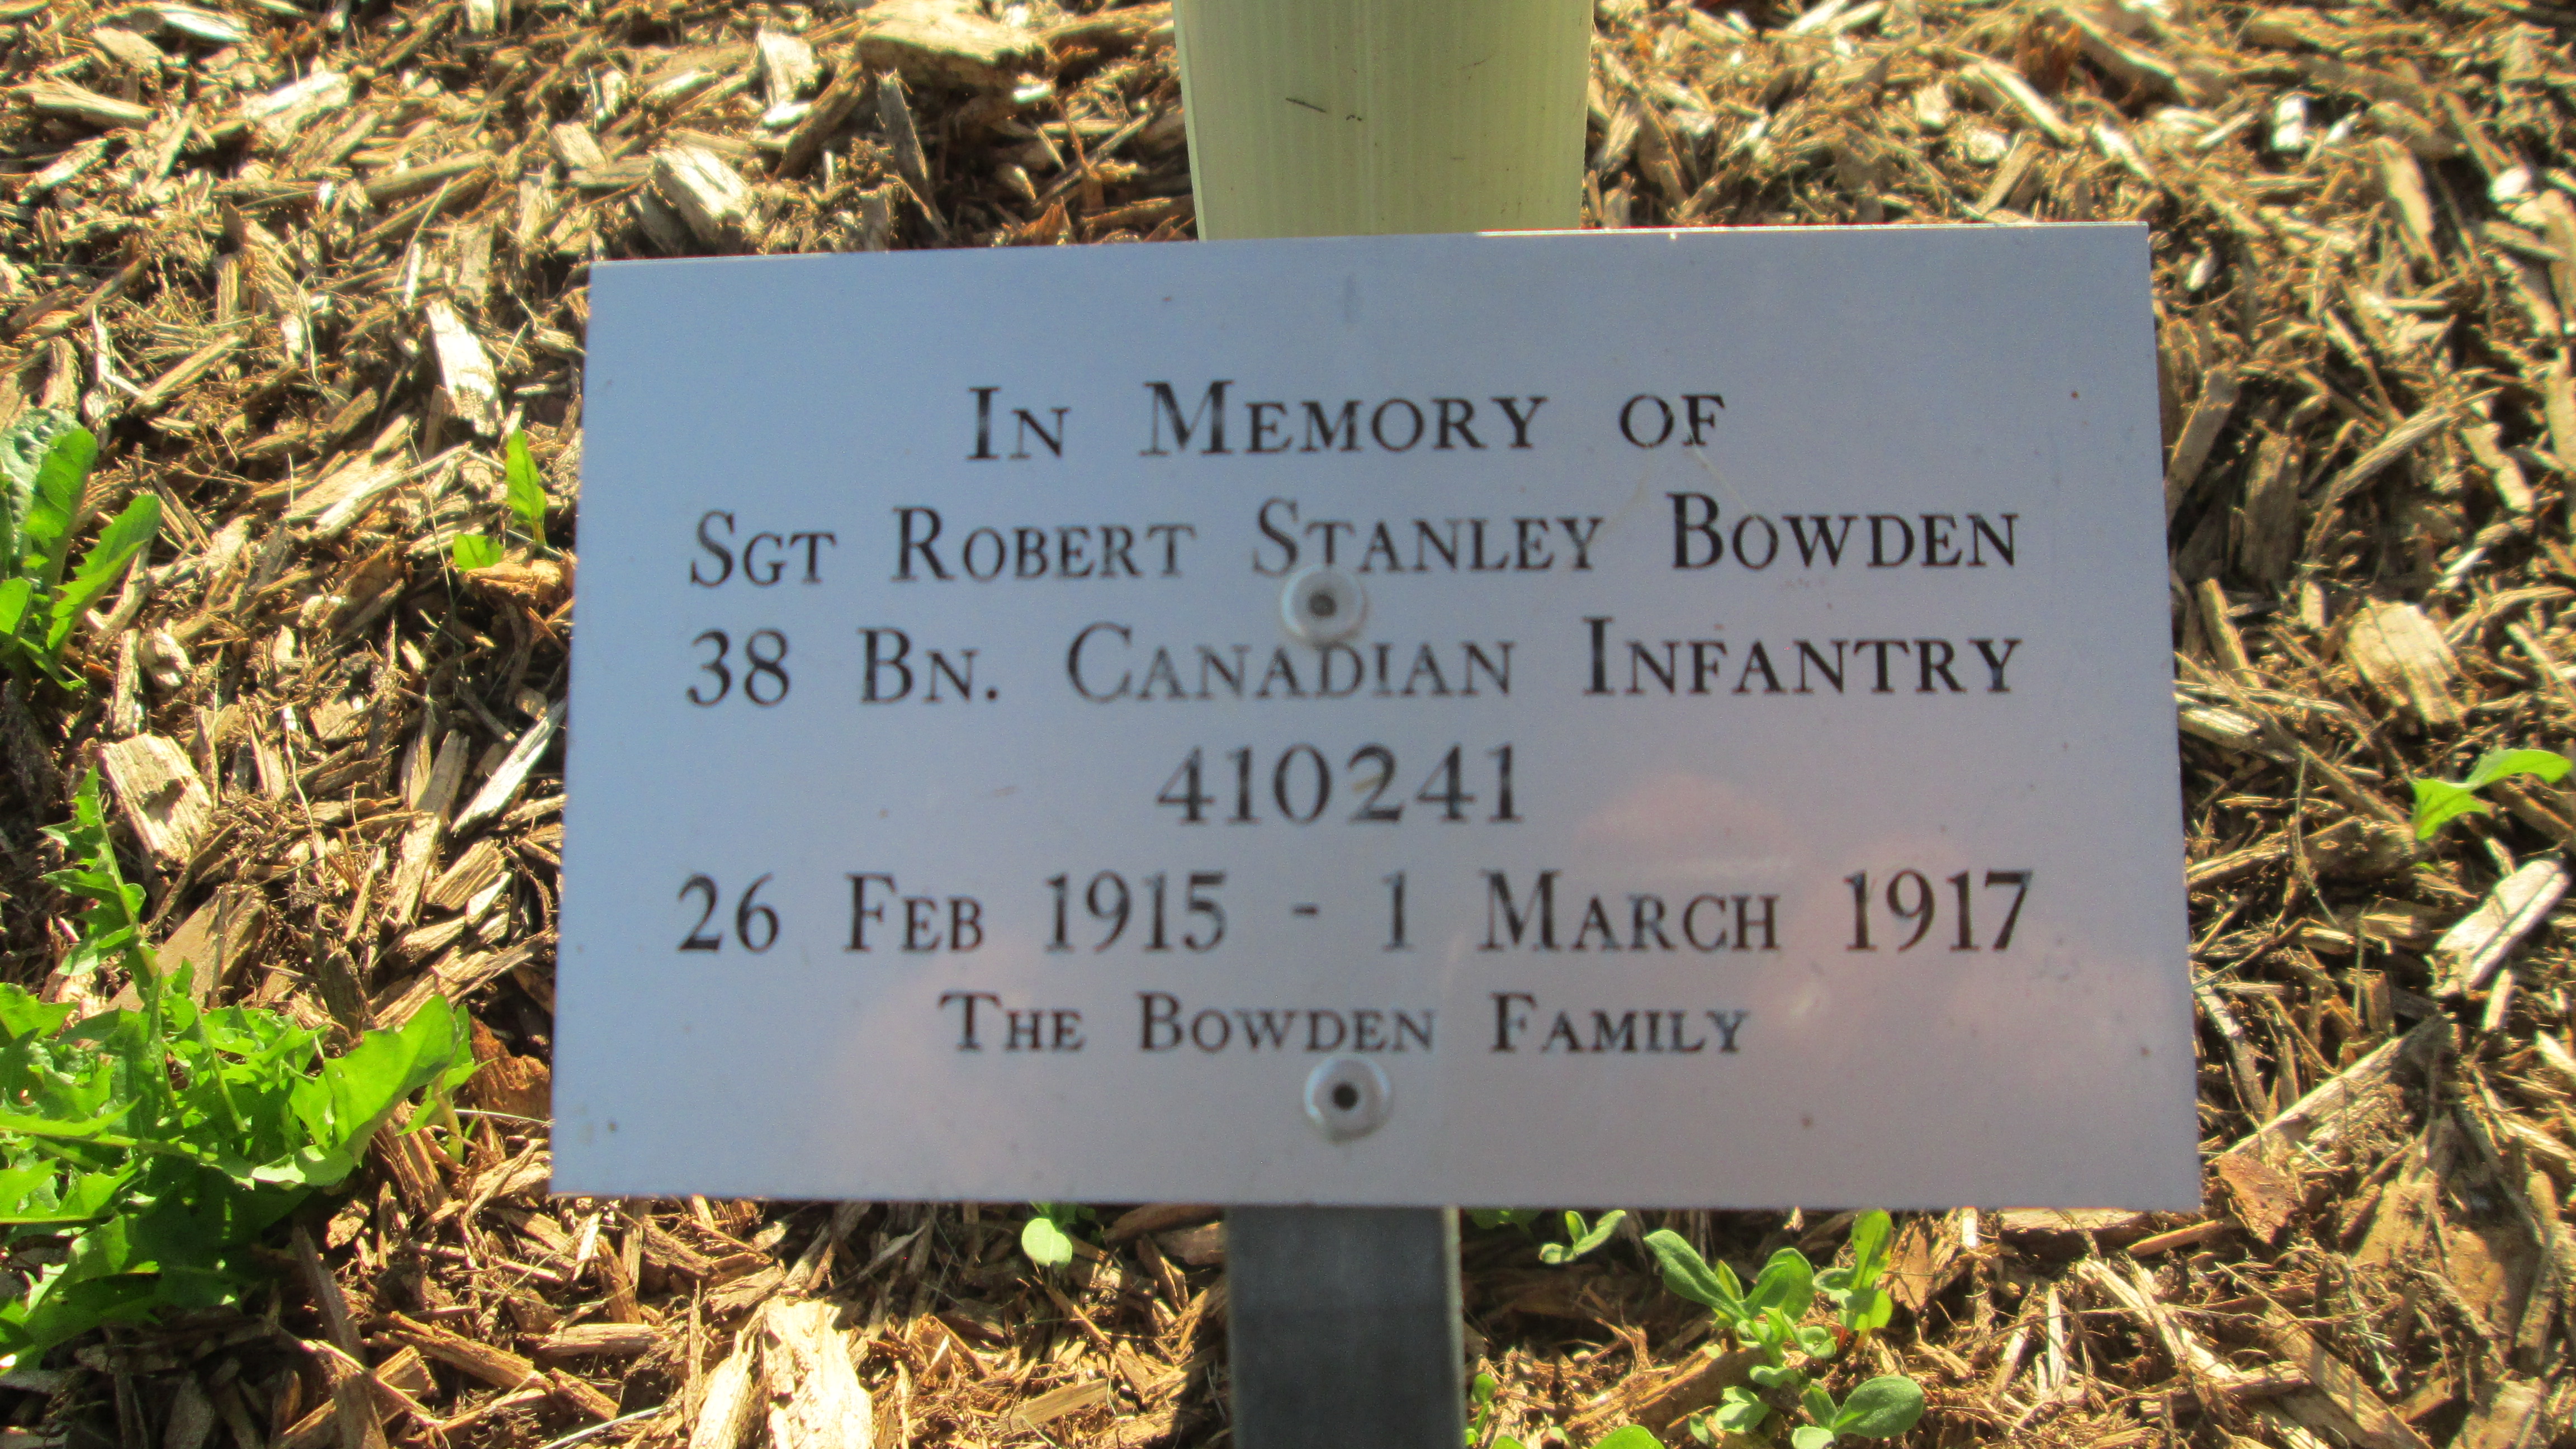 In Memory of
Sgt Robert Stanley Bowden
38 Bn. Canadian Infantry
410241
26 Feb 1915 - 1 March 1917
The Bowden Family